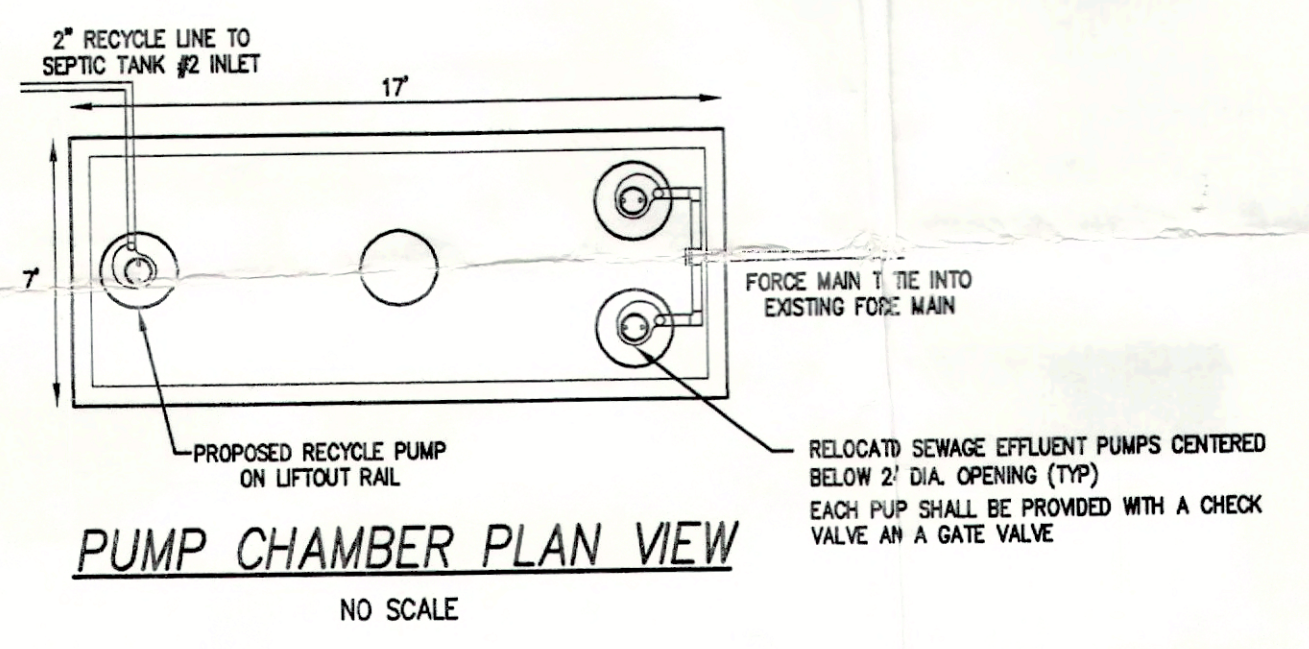 2" RECYCLE LINE TO
SEPTIC TANK #2 INLET
17'
7'
FORCE MAIN T TIE INTO
EXISTING FORE MAIN
PROPOSED RECYCLE PUMP
ON LIFTOUT RAIL
RELOCATD SEWAGE EFFLUENT PUMPS CENTERED
BELOW 2' DIA. OPENING (TYP)
EACH PUP SHALL BE PROVIDED WITH A CHECK
VALVE AN A GATE VALVE
PUMP CHAMBER PLAN VIEW
NO SCALE